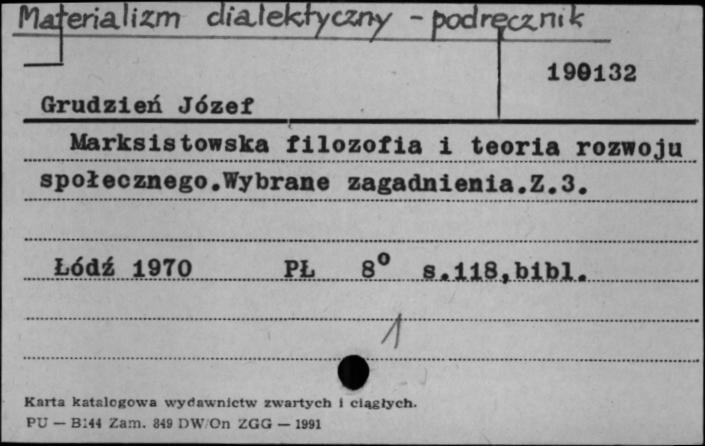 Materializm dialektyczny - podręcznik
190132
Grudzień Józef
Marksistowska filozofia i teoria rozwoju
społecznego.Wybrane zagadnienia.Z.3.
Łódź 1970 PŁ 8° s.118,bibl.
1
Karta katalogowa wydawnictw zwartych i ciągłych.
PU — B144 Zam. 849 DW/On ZGG — 1991